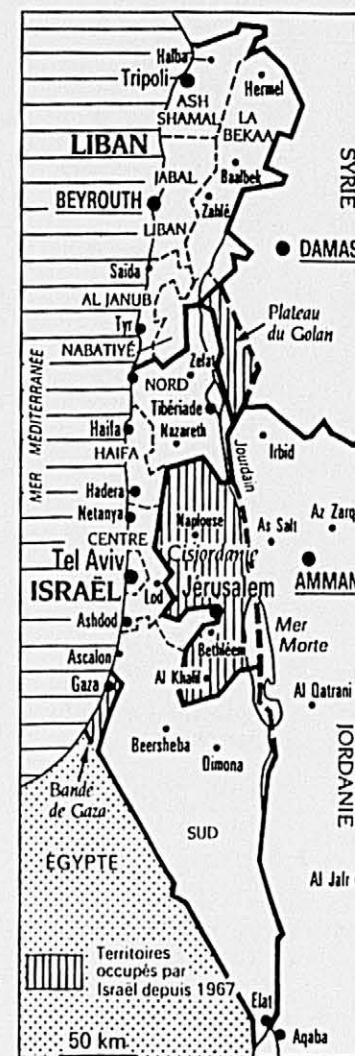 Halba
Tripoli
Hermel
ASH
SHAMAL
LA
BEKAA
LIBAN
JABAL
Baalbek
BEYROUTH
Zahlé
LIBAN
SYRIE
DAMAS
Saïda
AL JANUB
Plateau
du Golan
Tyr
NABATIYÉ
Zefat
NORD
MER MÉDITERRANÉE
Tibériade
Haïfa
Nazareth
Irbid
HAIFA
Jourdain
Hadera
Netanya
Naplouse
As Salt
Az Zarq
CENTRE
Cisjordanie
Tel Aviv
AMMAN
ISRAËL
Lod
Jérusalem
Ashdod
Mer
Morte
Bethléem
Ascalon
Al Khalil
Gaza
Al Qatrani
Beersheba
Dimona
JORDANIE
Bande
de Gaza
SUD
ÉGYPTE
Al Jafr
Territoires
occupés par
Israël depuis 1967
Elat
50 km
Aqaba